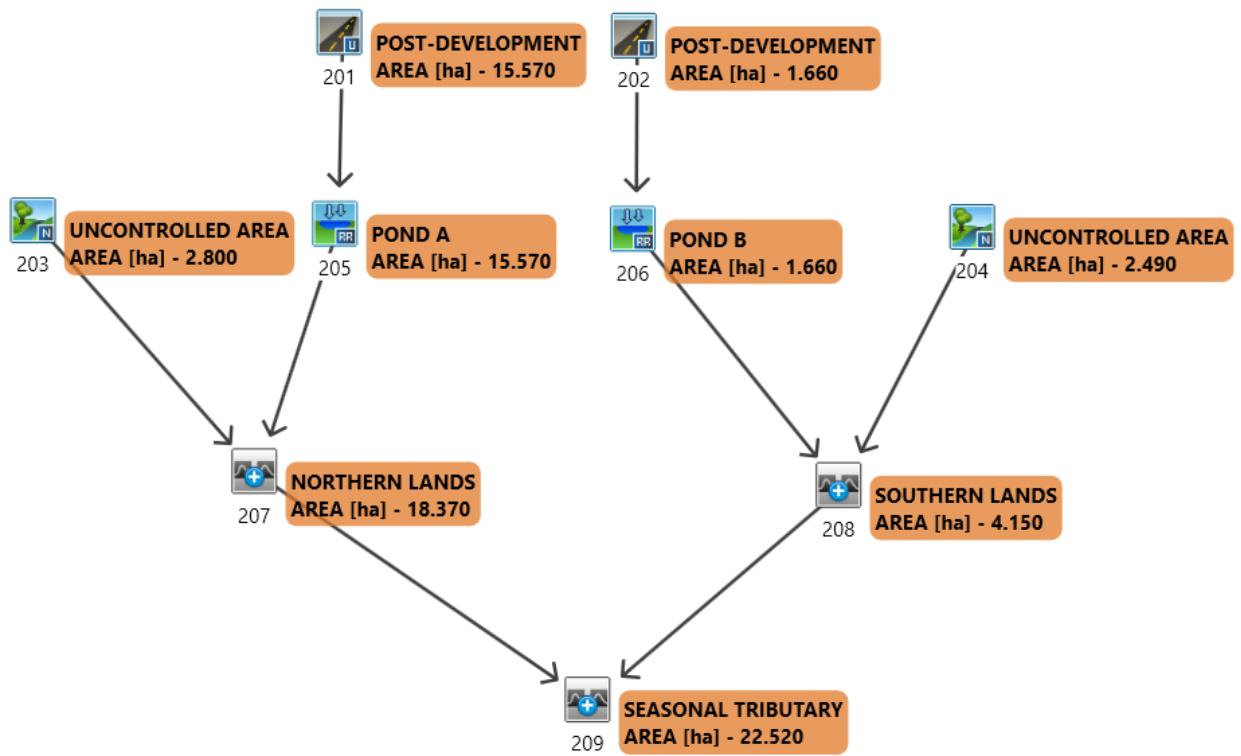 POST-DEVELOPMENT
AREA [ha] - 15.570
U
201
POST-DEVELOPMENT
AREA [ha] - 1.660
U
202
UNCONTROLLED AREA
AREA [ha] - 2.800
N
203
POND A
AREA [ha] - 15.570
RR
205
POND B
AREA [ha] - 1.660
RR
206
UNCONTROLLED AREA
AREA [ha] - 2.490
N
204
NORTHERN LANDS
AREA [ha] - 18.370
207
SOUTHERN LANDS
AREA [ha] - 4.150
208
SEASONAL TRIBUTARY
AREA [ha] - 22.520
209